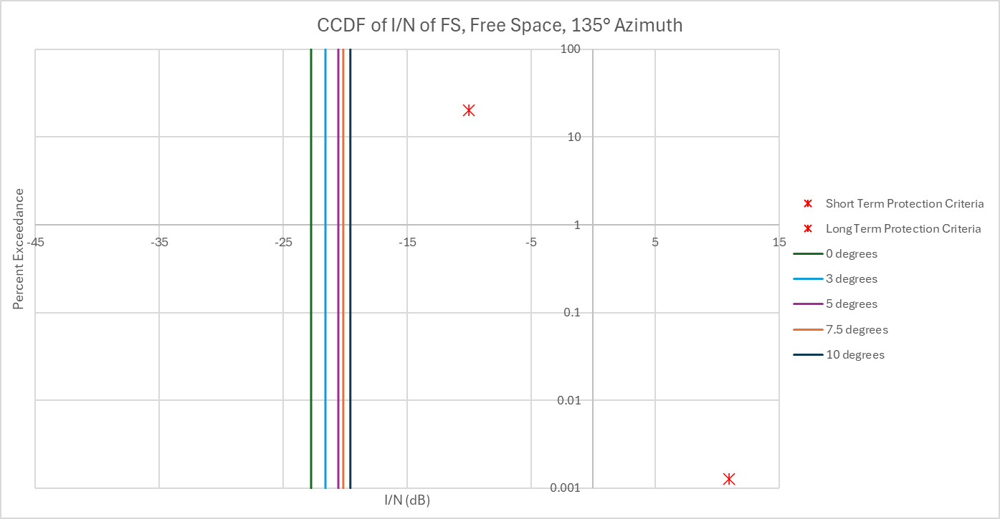 CCDF of I/N of FS, Free Space, 135° Azimuth
100
10
1
-45 -35 -25 -15 -5 5 15
0.1
0.01
0.001
Percent Exceedance
I/N (dB)
Short Term Protection Criteria
Long Term Protection Criteria
0 degrees
3 degrees
5 degrees
7.5 degrees
10 degrees